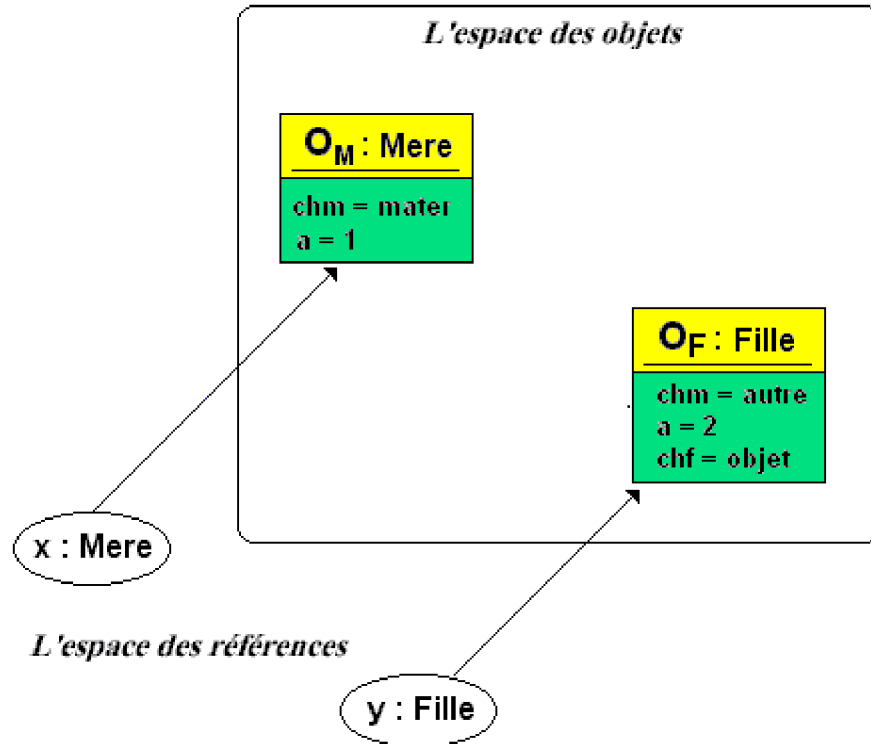 L'espace des objets
OM : Mere
chm = mater
a = 1
OF : Fille
chm = autre
a = 2
chf = objet
x : Mere
L'espace des références
y : Fille